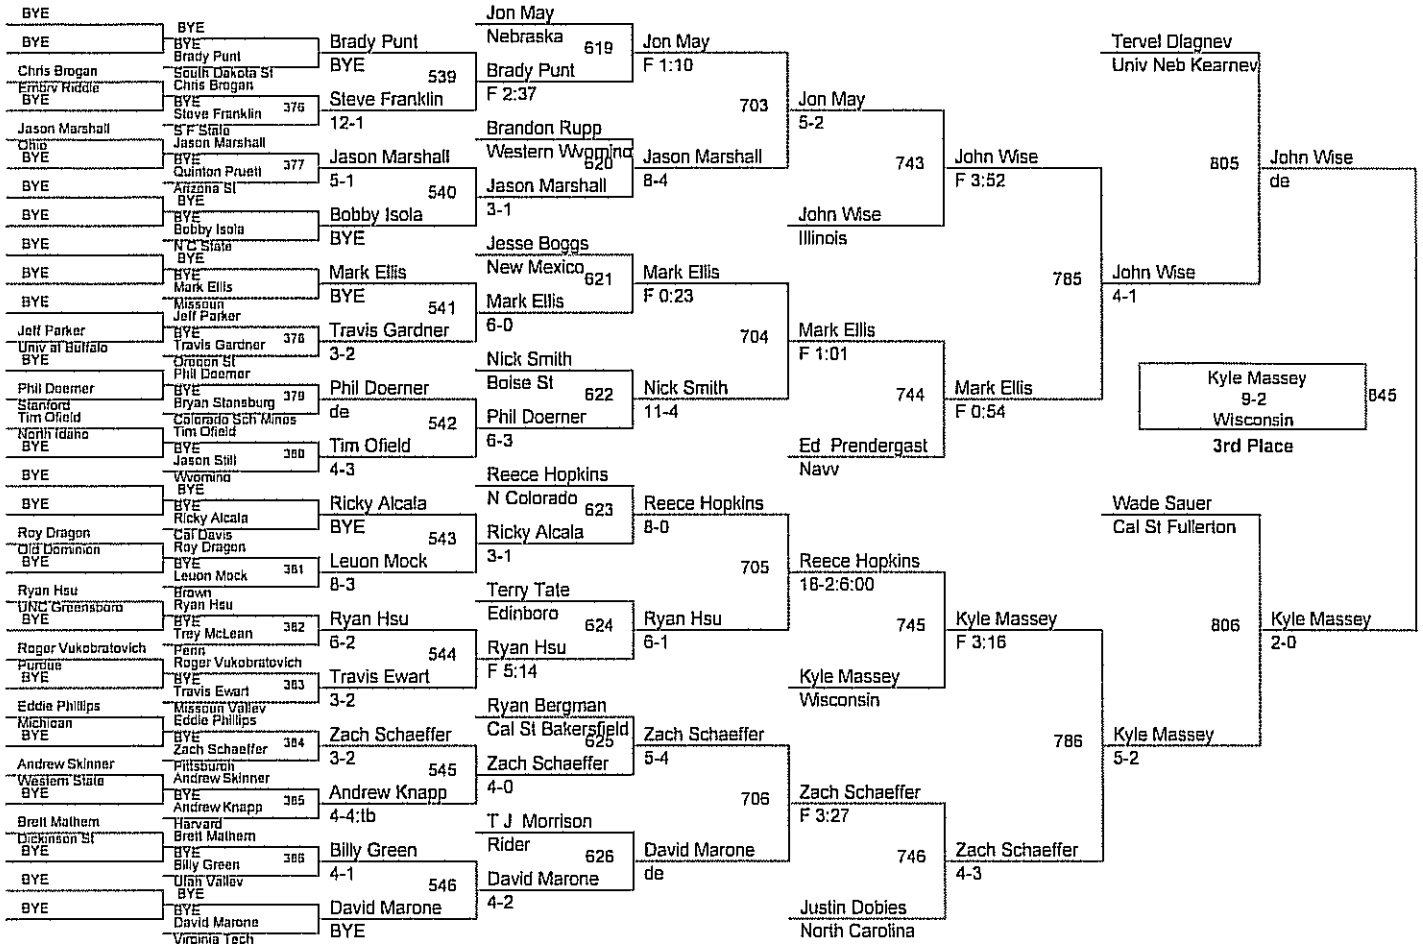 BYE
BYE
Chris Brogan
Embry Riddle
BYE
Jason Marshall
Ohio
BYE
BYE
BYE
BYE
BYE
BYE
Jeff Parker
Univ at Buffalo
BYE
Phil Doerner
Stanford
Tim Ofield
North Idaho
BYE
BYE
BYE
Roy Dragon
Old Dominion
BYE
Ryan Hsu
UNC Greensboro
BYE
Roger Vukobratovich
Purdue
BYE
Eddie Phillips
Michigan
BYE
Andrew Skinner
Western State
BYE
Brett Mathern
Dickinson St
BYE
BYE
BYE
BYE
BYE
Brady Punt
South Dakota St
Chris Brogan
BYE 376
Steve Franklin
S F State
Jason Marshall
BYE 377
Quinton Pruett
Arizona St
BYE
BYE
Bobby Isola
N C State
BYE
BYE
Mark Ellis
Missouri
Jeff Parker
BYE 378
Travis Gardner
Oregon St
Phil Doerner
BYE 379
Bryan Stansburg
Colorado Sch Mines
Tim Ofield
BYE 380
Jason Still
Wyoming
BYE
BYE
Ricky Alcala
Cal Davis
Roy Dragon
BYE 381
Leuon Mock
Brown
Ryan Hsu
BYE 382
Trey McLean
Penn
Roger Vukobratovich
BYE 383
Travis Ewart
Missouri Valley
Eddie Phillips
BYE 384
Zach Schaeffer
Pittsburgh
Andrew Skinner
BYE 385
Andrew Knapp
Harvard
Brett Mathern
BYE 386
Billy Green
Utah Valley
BYE
BYE
David Marone
Virginia Tech
Brady Punt
BYE 539
Steve Franklin
12-1
Jason Marshall
5-1 540
Bobby Isola
BYE
Mark Ellis
BYE 541
Travis Gardner
3-2
Phil Doerner
de 542
Tim Ofield
4-3
Ricky Alcala
BYE 543
Leuon Mock
8-3
Ryan Hsu
6-2 544
Travis Ewart
3-2
Zach Schaeffer
3-2 545
Andrew Knapp
4-4:tb
Billy Green
4-1 546
David Marone
BYE
Jon May
Nebraska 619
Brady Punt
F 2:37
Brandon Rupp
Western Wyoming
620
Jason Marshall
3-1
Jesse Boggs
New Mexico 621
Mark Ellis
6-0
Nick Smith
Boise St 622
Phil Doerner
6-3
Reece Hopkins
N Colorado 623
Ricky Alcala
3-1
Terry Tate
Edinboro 624
Ryan Hsu
F 5:14
Ryan Bergman
Cal St Bakersfield
625
Zach Schaeffer
4-0
T J Morrison
Rider 626
David Marone
4-2
Jon May
F 1:10
703
Jason Marshall
8-4
Mark Ellis
F 0:23
704
Nick Smith
11-4
Reece Hopkins
8-0
705
Ryan Hsu
6-1
Zach Schaeffer
5-4
706
David Marone
de
Jon May
5-2
743
John Wise
Illinois
Mark Ellis
F 1:01
744
Ed Prendergast
Navy
Reece Hopkins
18-2:6:00
745
Kyle Massey
Wisconsin
Zach Schaeffer
F 3:27
746
Justin Dobies
North Carolina
John Wise
F 3:52
785
Mark Ellis
F 0:54
Kyle Massey
F 3:16
786
Zach Schaeffer
4-3
Tervel Dlagnev
Univ Neb Kearney
805
John Wise
4-1
Wade Sauer
Cal St Fullerton
806
Kyle Massey
5-2
John Wise
de
Kyle Massey
9-2 845
Wisconsin
3rd Place
Kyle Massey
2-0